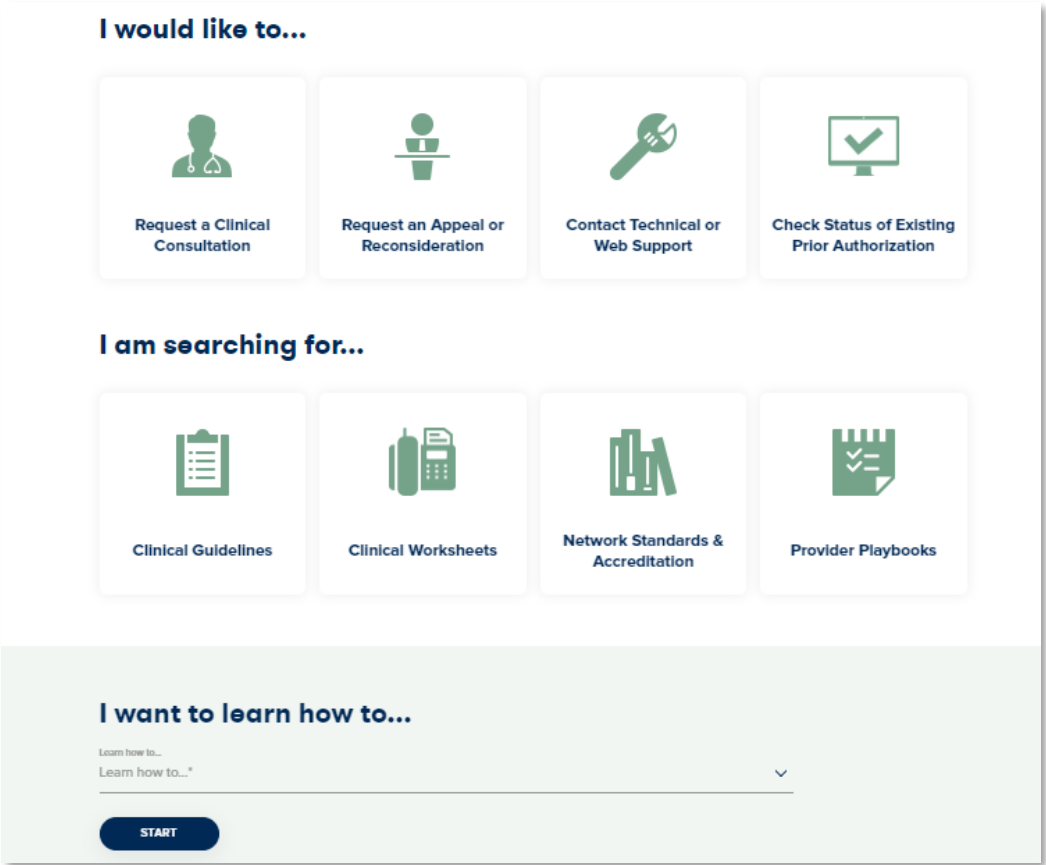 I would like to...
Request a Clinical
Consultation
Request an Appeal or
Reconsideration
Contact Technical or
Web Support
Check Status of Existing
Prior Authorization
I am searching for...
Clinical Guidelines
Clinical Worksheets
Network Standards &
Accreditation
Provider Playbooks
I want to learn how to...
Learn how to...
Learn how to...*
START